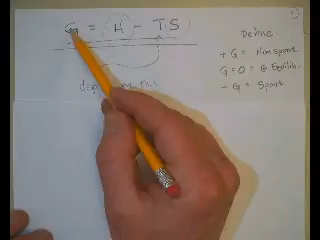 G = H - TS
Define
+ G = Non spont
G = 0 = @ Equilib.
- G = Spont